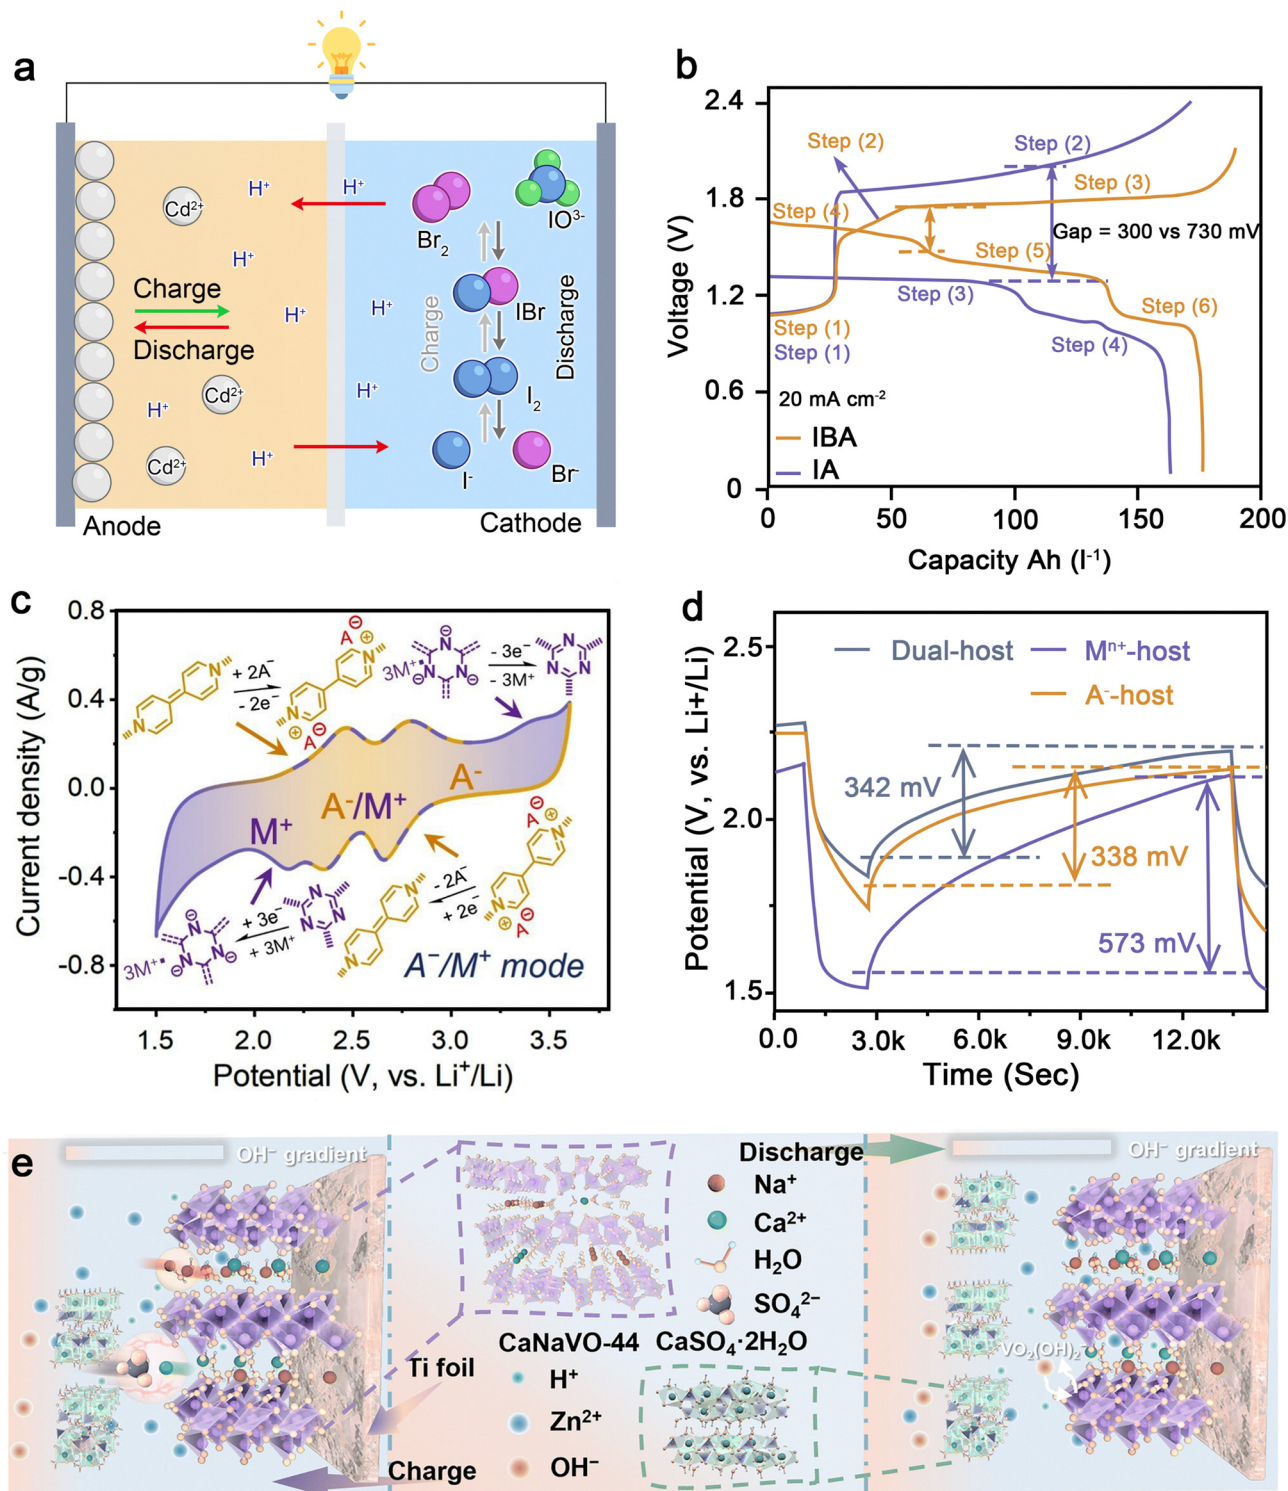 a
H⁺
H⁺
Cd²⁺
Br₂
IO³⁻
H⁺
Charge
H⁺
H⁺
IBr
Discharge
Charge
Discharge
Cd²⁺
H⁺
H⁺
I₂
Cd²⁺
H⁺
I⁻
Br⁻
Anode
Cathode
b
2.4
1.8
1.2
0.6
0
Voltage (V)
Step (2)
Step (2)
Step (3)
Step (4)
Gap = 300 vs 730 mV
Step (5)
Step (3)
Step (6)
Step (1)
Step (1)
Step (4)
20 mA cm⁻²
IBA
IA
0
50
100
150
200
Capacity Ah (l⁻¹)
c
0.8
0.4
0.0
-0.4
-0.8
Current density (A/g)
A⊖
+ 2A⁻
- 2e⁻
N
N
N
N
A⊖
3M⁺
N
N
N
- 3e⁻
- 3M⁺
N
N
N
A⁻
A⁻/M⁺
M⁺
A⊖
N
N
A⊖
- 2A⁻
+ 2e⁻
N
N
N
N
N
+ 3e⁻
+ 3M⁺
3M⁺
N
N
N
A⁻/M⁺ mode
1.5
2.0
2.5
3.0
3.5
Potential (V, vs. Li⁺/Li)
d
2.5
2.0
1.5
Potential (V, vs. Li+/Li)
Dual-host
Mⁿ⁺-host
A⁻-host
342 mV
338 mV
573 mV
0.0
3.0k
6.0k
9.0k
12.0k
Time (Sec)
e
OH⁻ gradient
Discharge
OH⁻ gradient
Na⁺
Ca²⁺
H₂O
SO₄²⁻
CaNaVO-44
CaSO₄·2H₂O
VO₂(OH)₂⁻
Ti foil
H⁺
Zn²⁺
OH⁻
Charge